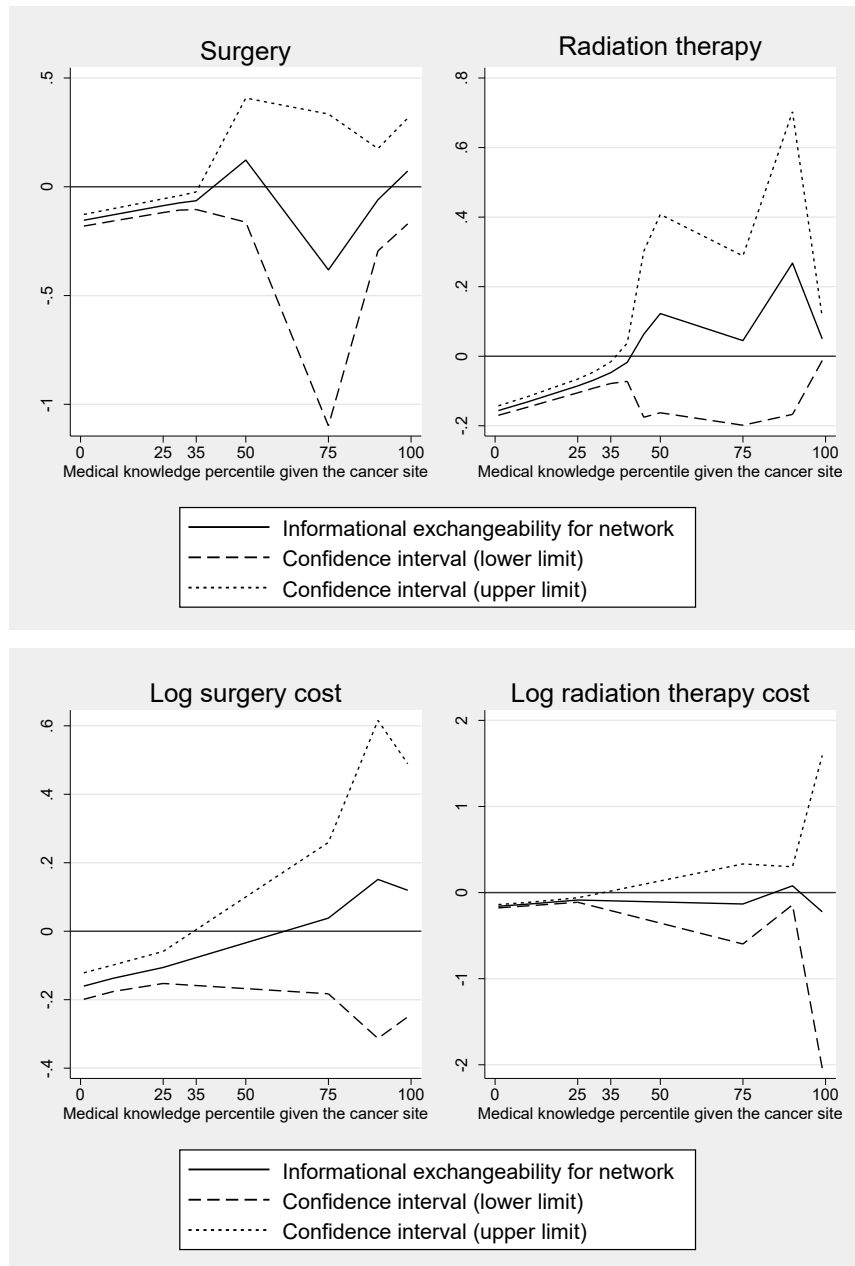 Surgery
.5
0
-.5
-1
0 25 35 50 75 100
Medical knowledge percentile given the cancer site
Radiation therapy
.8
.6
.4
.2
0
-.2
0 25 35 50 75 100
Medical knowledge percentile given the cancer site
Informational exchangeability for network
Confidence interval (lower limit)
Confidence interval (upper limit)
Log surgery cost
.6
.4
.2
0
-.2
-.4
0 25 35 50 75 100
Medical knowledge percentile given the cancer site
Log radiation therapy cost
2
1
0
-1
-2
0 25 35 50 75 100
Medical knowledge percentile given the cancer site
Informational exchangeability for network
Confidence interval (lower limit)
Confidence interval (upper limit)